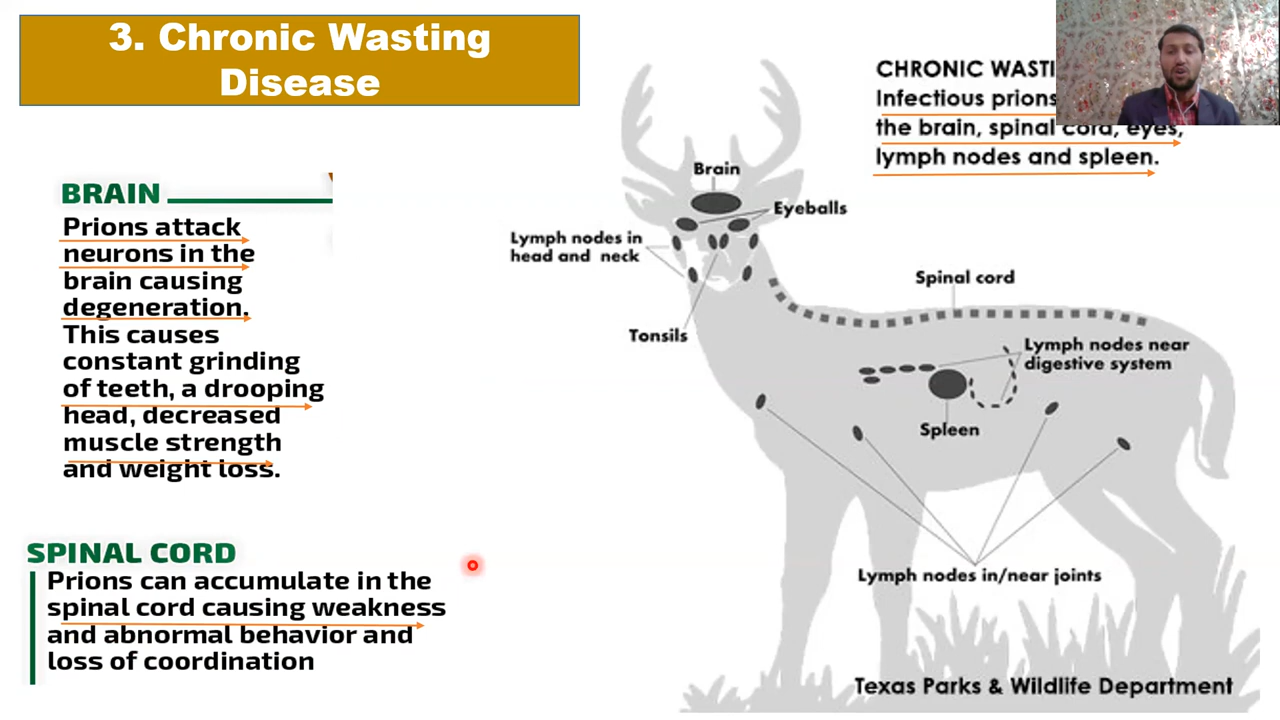 3. Chronic Wasting
Disease
BRAIN
Prions attack
neurons in the
brain causing
degeneration.
This causes
constant grinding
of teeth, a drooping
head, decreased
muscle strength
and weight loss.
SPINAL CORD
Prions can accumulate in the
spinal cord causing weakness
and abnormal behavior and
loss of coordination
CHRONIC
Infectious prions
the brain, spinal cord, eyes,
lymph nodes and spleen.
Brain
Eyeballs
Lymph nodes in
head and neck
Tonsils
Spinal cord
Lymph nodes near
digestive system
Spleen
Lymph nodes in/near joints
Texas Parks & Wildlife Department